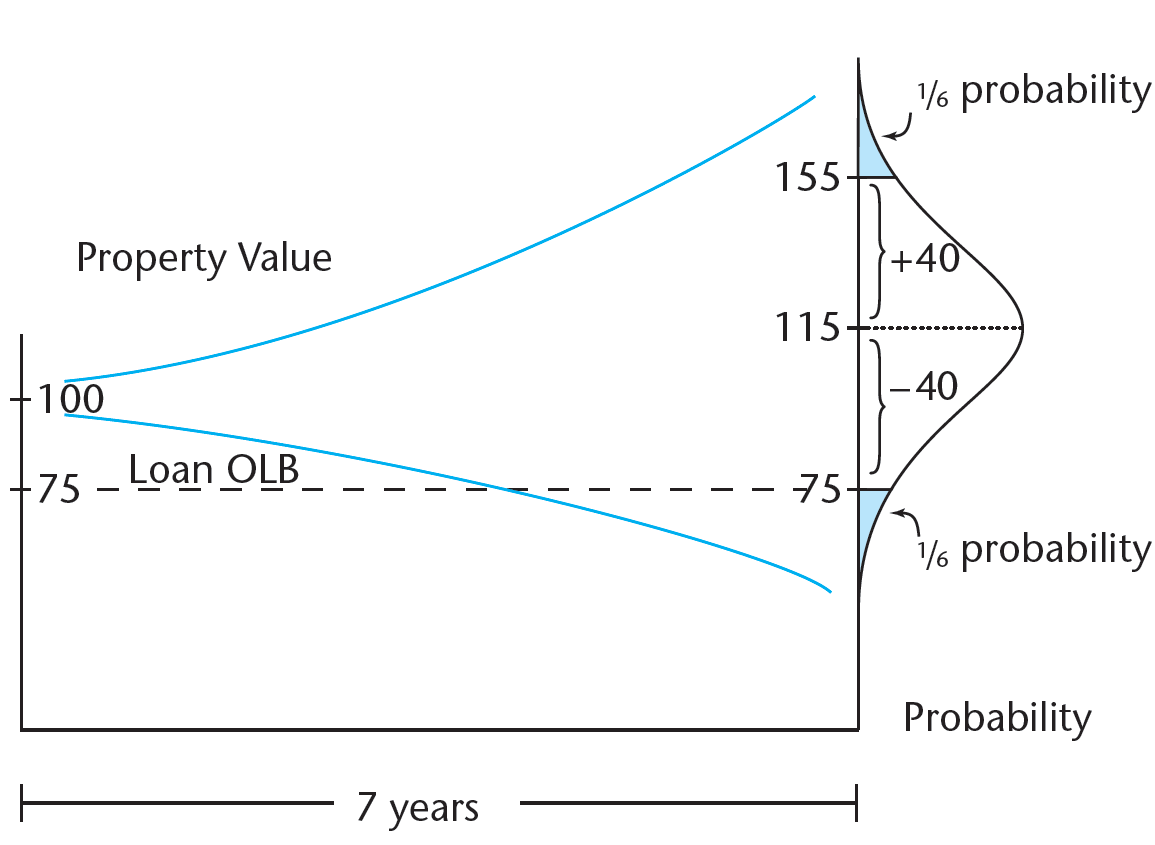 1/6 probability
155
Property Value
+40
115
−40
100
Loan OLB
75
75
1/6 probability
Probability
7 years